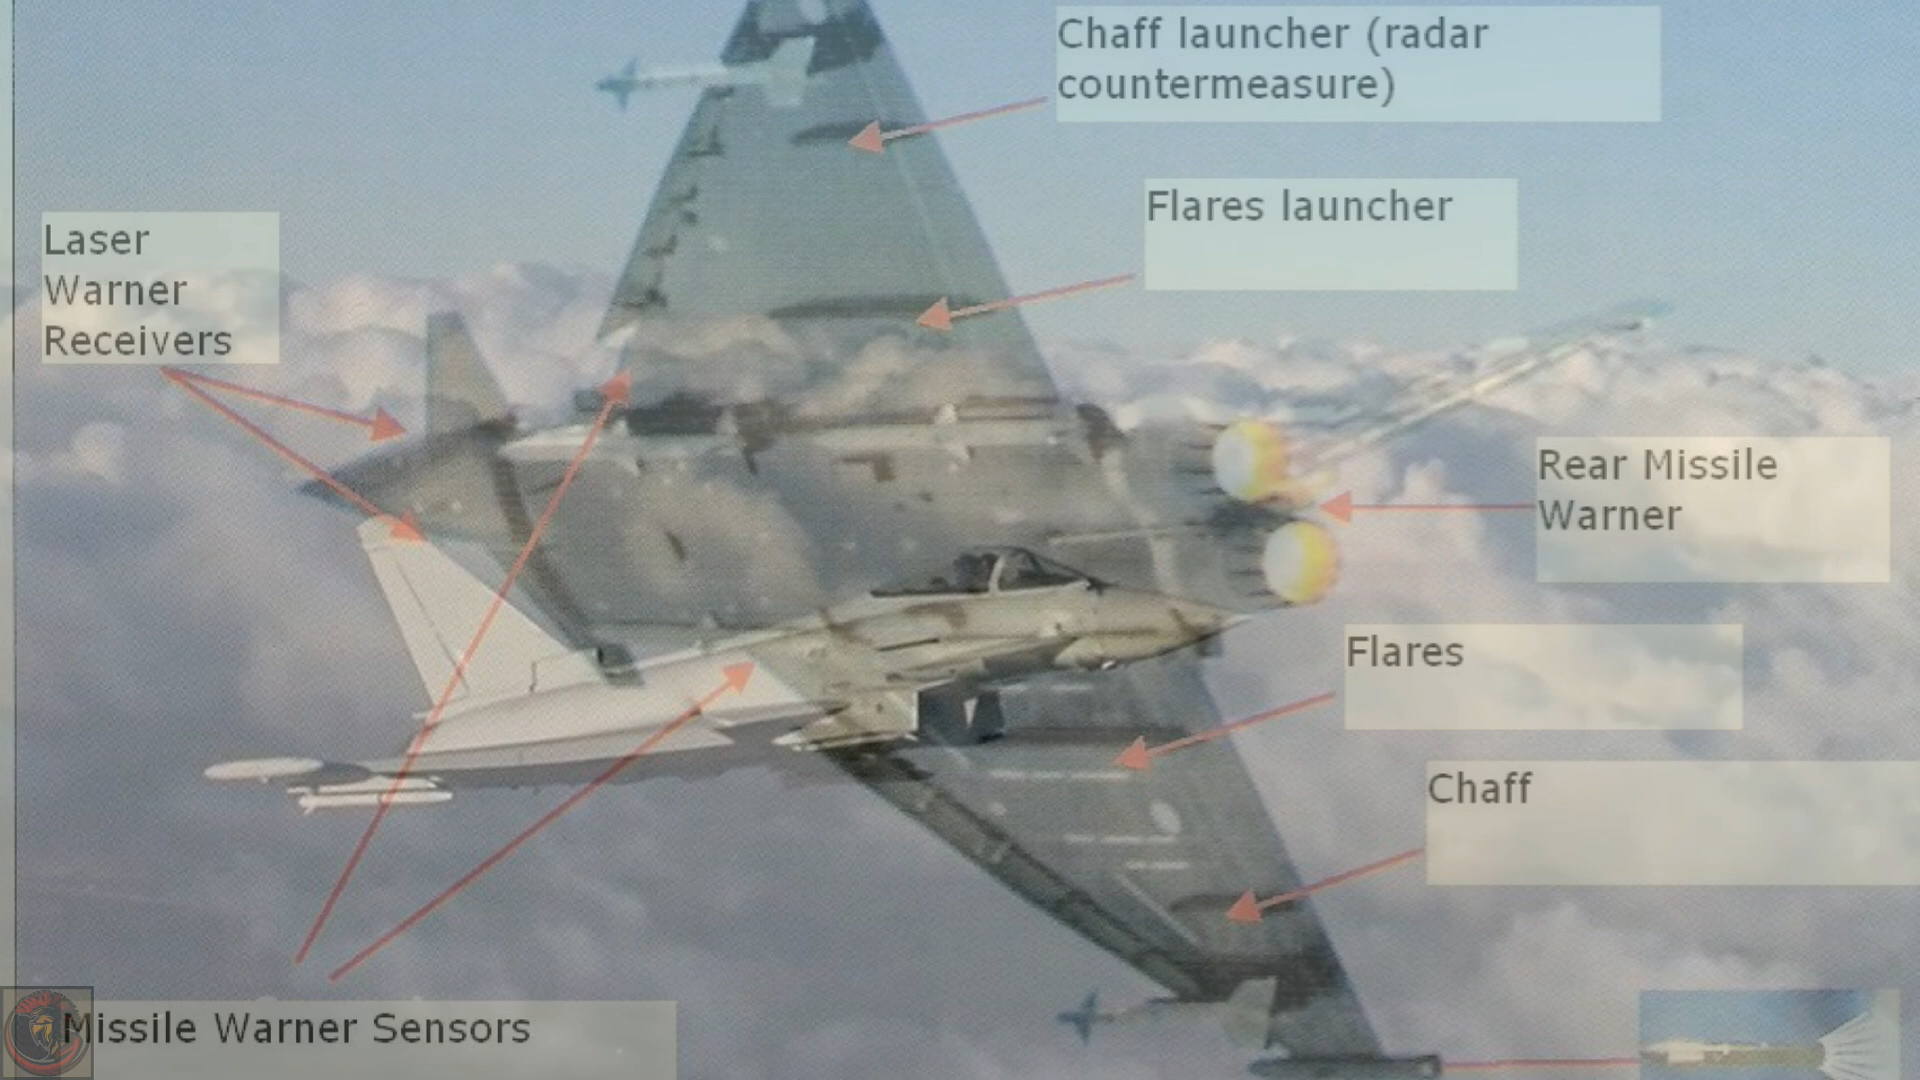 Chaff launcher (radar
countermeasure)
Flares launcher
Laser
Warner
Receivers
Rear Missile
Warner
Flares
Chaff
Missile Warner Sensors